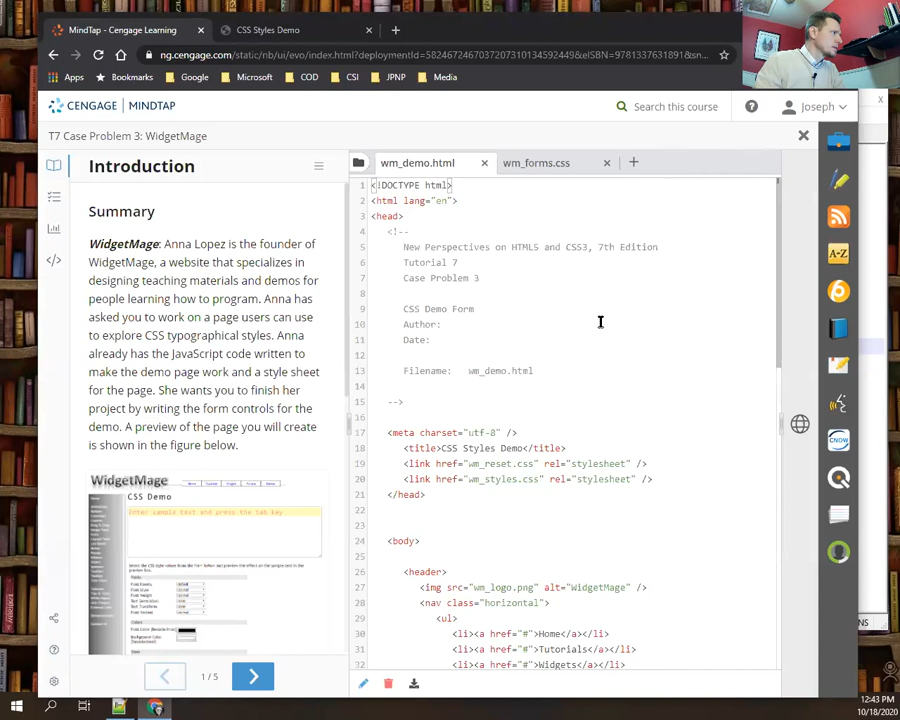 MindTap - Cengage Learning
CSS Styles Demo
ng.cengage.com/static/nb/ui/evo/index.html?deploymentId=5824672467037207310134592449&eISBN=9781337631891&sn...
Apps
Bookmarks
Google
Microsoft
COD
CSI
JPNP
Media
CENGAGE
MINDTAP
Search this course
Joseph
T7 Case Problem 3: WidgetMage
Introduction
Summary
WidgetMage: Anna Lopez is the founder of
WidgetMage, a website that specializes in
designing teaching materials and demos for
people learning how to program. Anna has
asked you to work on a page users can use
to explore CSS typographical styles. Anna
already has the JavaScript code written to
make the demo page work and a style sheet
for the page. She wants you to finish her
project by writing the form controls for the
demo. A preview of the page you will create
is shown in the figure below.
WidgetMage
CSS Demo
Enter sample text and press the tab key
1 / 5
wm_demo.html
wm_forms.css
1 <!DOCTYPE html>
2 <html lang="en">
3 <head>
4 <!--
5 New Perspectives on HTML5 and CSS3, 7th Edition
6 Tutorial 7
7 Case Problem 3
8
9 CSS Demo Form
10 Author:
11 Date:
12
13 Filename: wm_demo.html
14
15 -->
16
17 <meta charset="utf-8" />
18 <title>CSS Styles Demo</title>
19 <link href="wm_reset.css" rel="stylesheet" />
20 <link href="wm_styles.css" rel="stylesheet" />
21 </head>
22
23
24 <body>
25
26 <header>
27 <img src="wm_logo.png" alt="WidgetMage" />
28 <nav class="horizontal">
29 <ul>
30 <li><a href="#">Home</a></li>
31 <li><a href="#">Tutorials</a></li>
32 <li><a href="#">Widgets</a></li>
A-Z
CNOW
NS
12:43 PM
10/18/2020